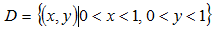 D = {(x, y)|0 < x < 1, 0 < y < 1}